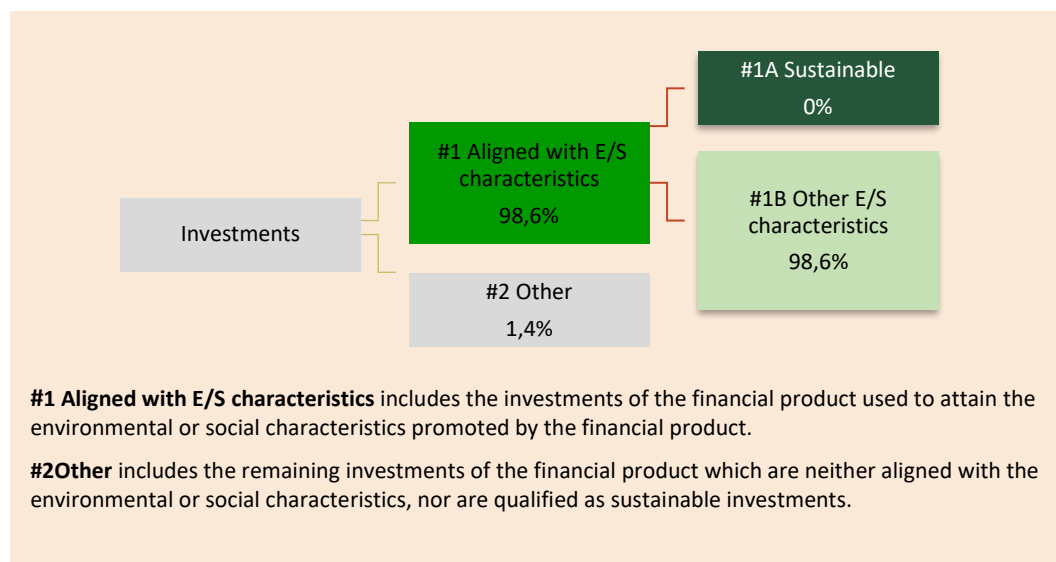 #1A Sustainable
0%
#1 Aligned with E/S
characteristics
98,6%
#1B Other E/S
characteristics
98,6%
Investments
#2 Other
1,4%
#1 Aligned with E/S characteristics includes the investments of the financial product used to attain the
environmental or social characteristics promoted by the financial product.
#2Other includes the remaining investments of the financial product which are neither aligned with the
environmental or social characteristics, nor are qualified as sustainable investments.